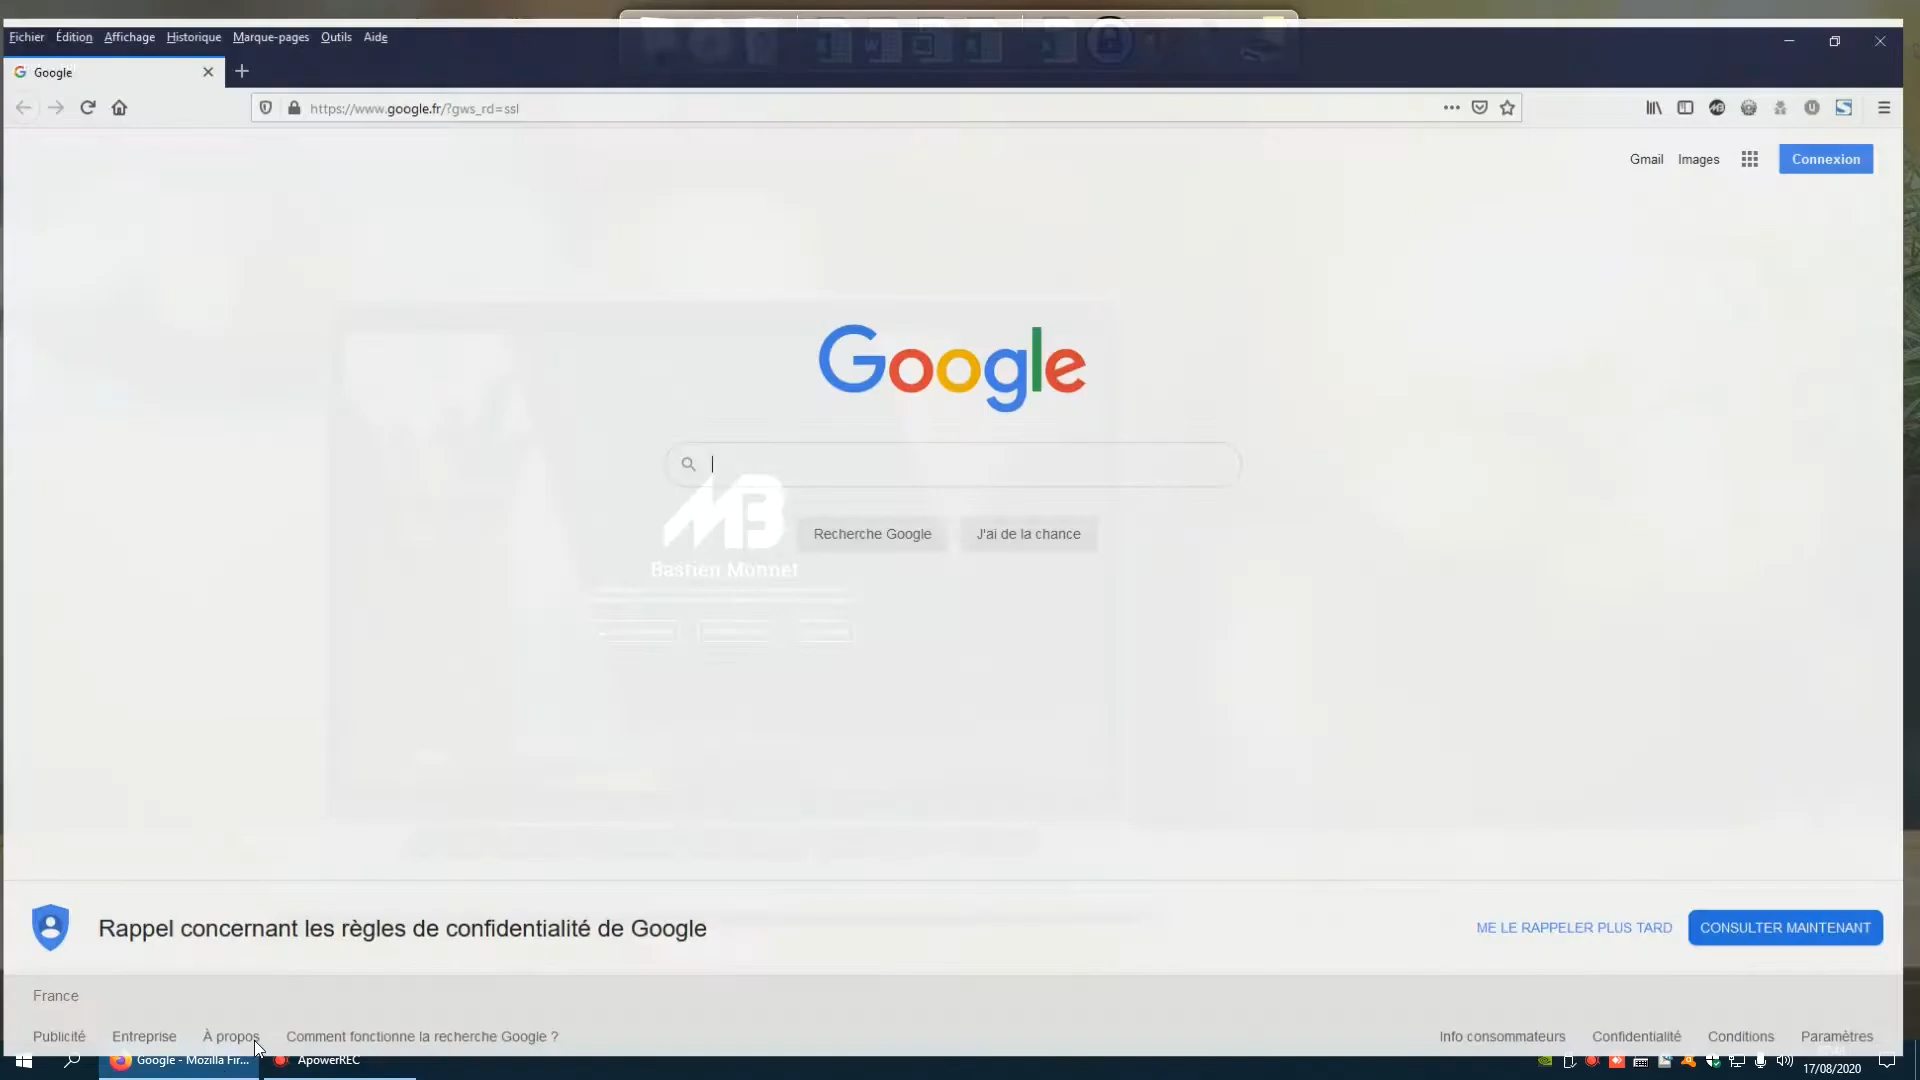 Fichier Édition Affichage Historique Marque-pages Outils Aide
Google
https://www.google.fr/?gws_rd=ssl
Gmail Images Connexion
Google
MB
Recherche Google J'ai de la chance
Bastien Monnet
Rappel concernant les règles de confidentialité de Google ME LE RAPPELER PLUS TARD CONSULTER MAINTENANT
France
Publicité Entreprise À propos Comment fonctionne la recherche Google ? Info consommateurs Confidentialité Conditions Paramètres
Google - Mozilla Fir... ApowerREC
17/08/2020